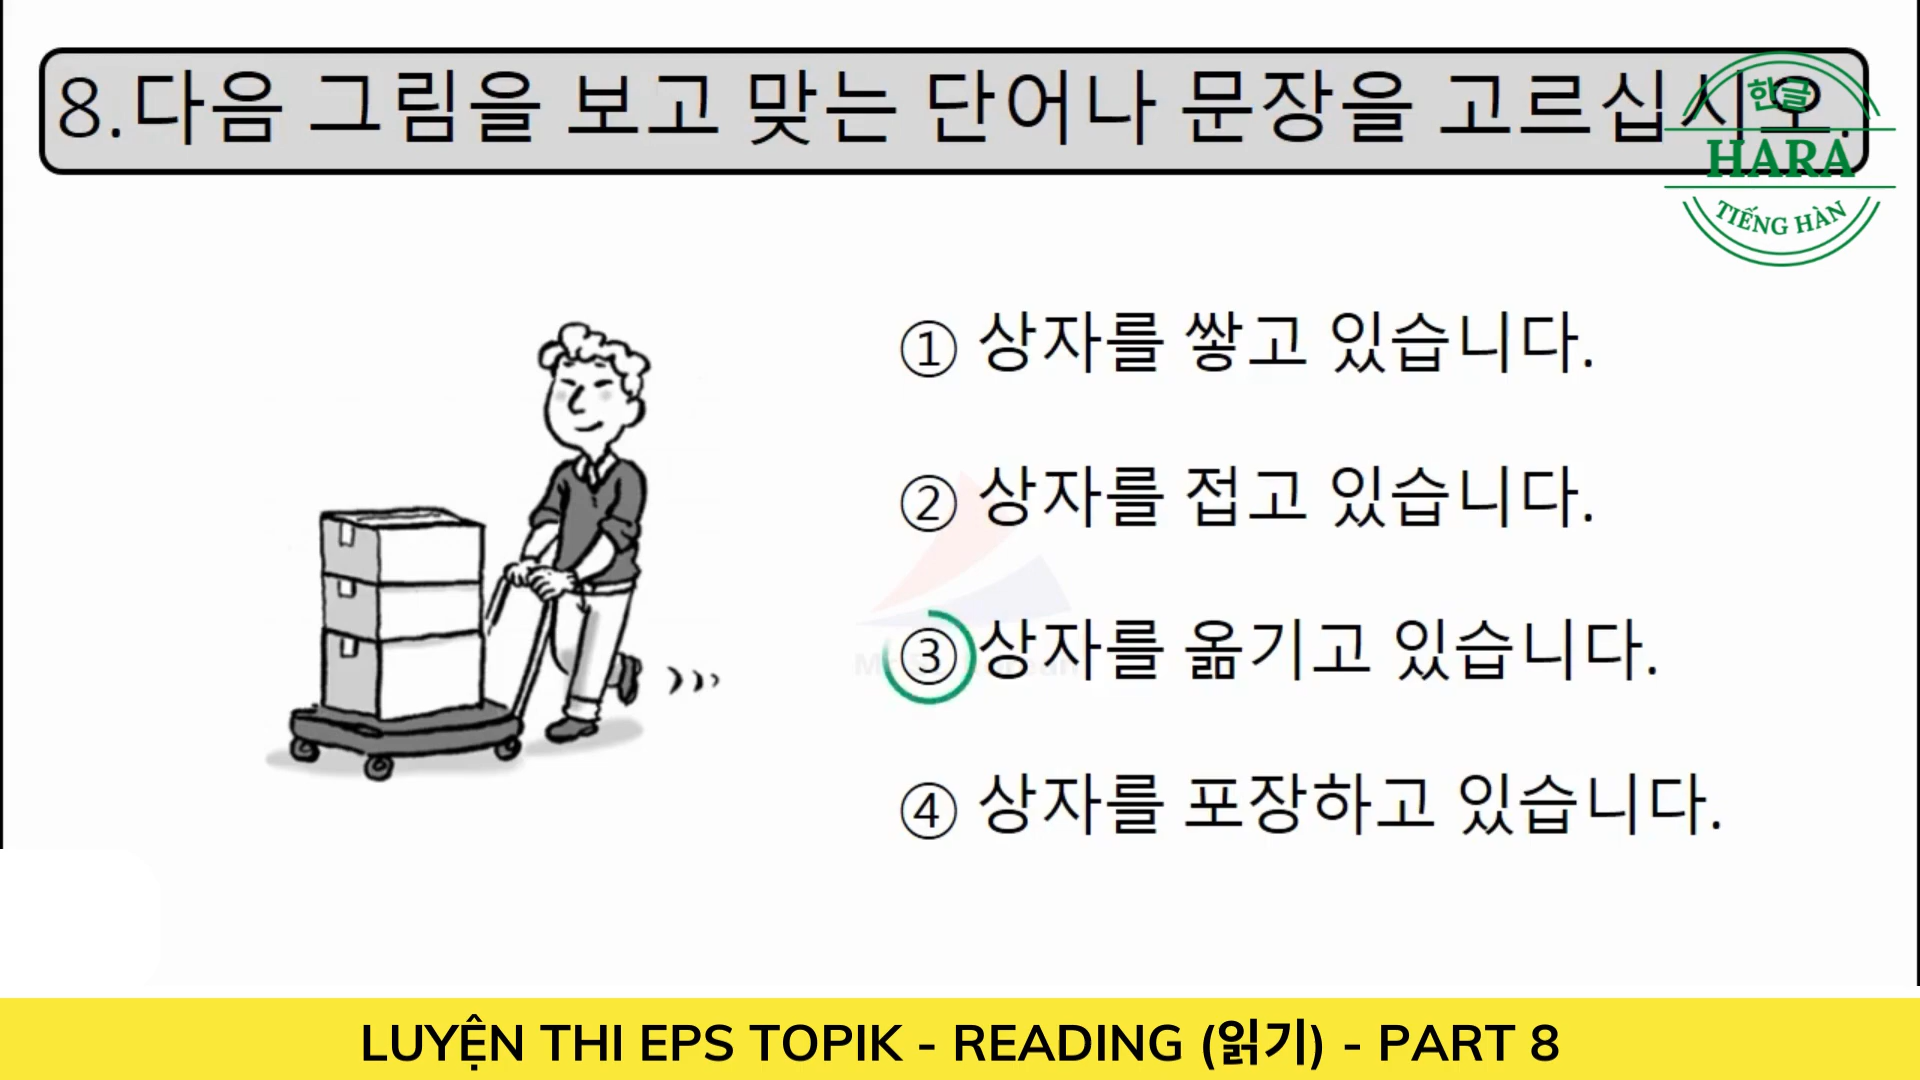 8.다음 그림을 보고 맞는 단어나 문장을 고르십시오.
한글
HARA
TIẾNG HÀN
① 상자를 쌓고 있습니다.
② 상자를 접고 있습니다.
③ 상자를 옮기고 있습니다.
④ 상자를 포장하고 있습니다.
LUYỆN THI EPS TOPIK - READING (읽기) - PART 8